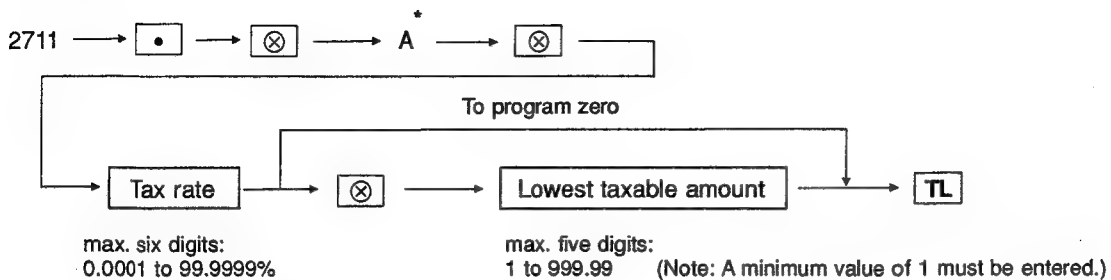 *
2711 • ⊗ A ⊗
To program zero
Tax rate ⊗ Lowest taxable amount TL
max. six digits: max. five digits:
0.0001 to 99.9999% 1 to 999.99 (Note: A minimum value of 1 must be entered.)